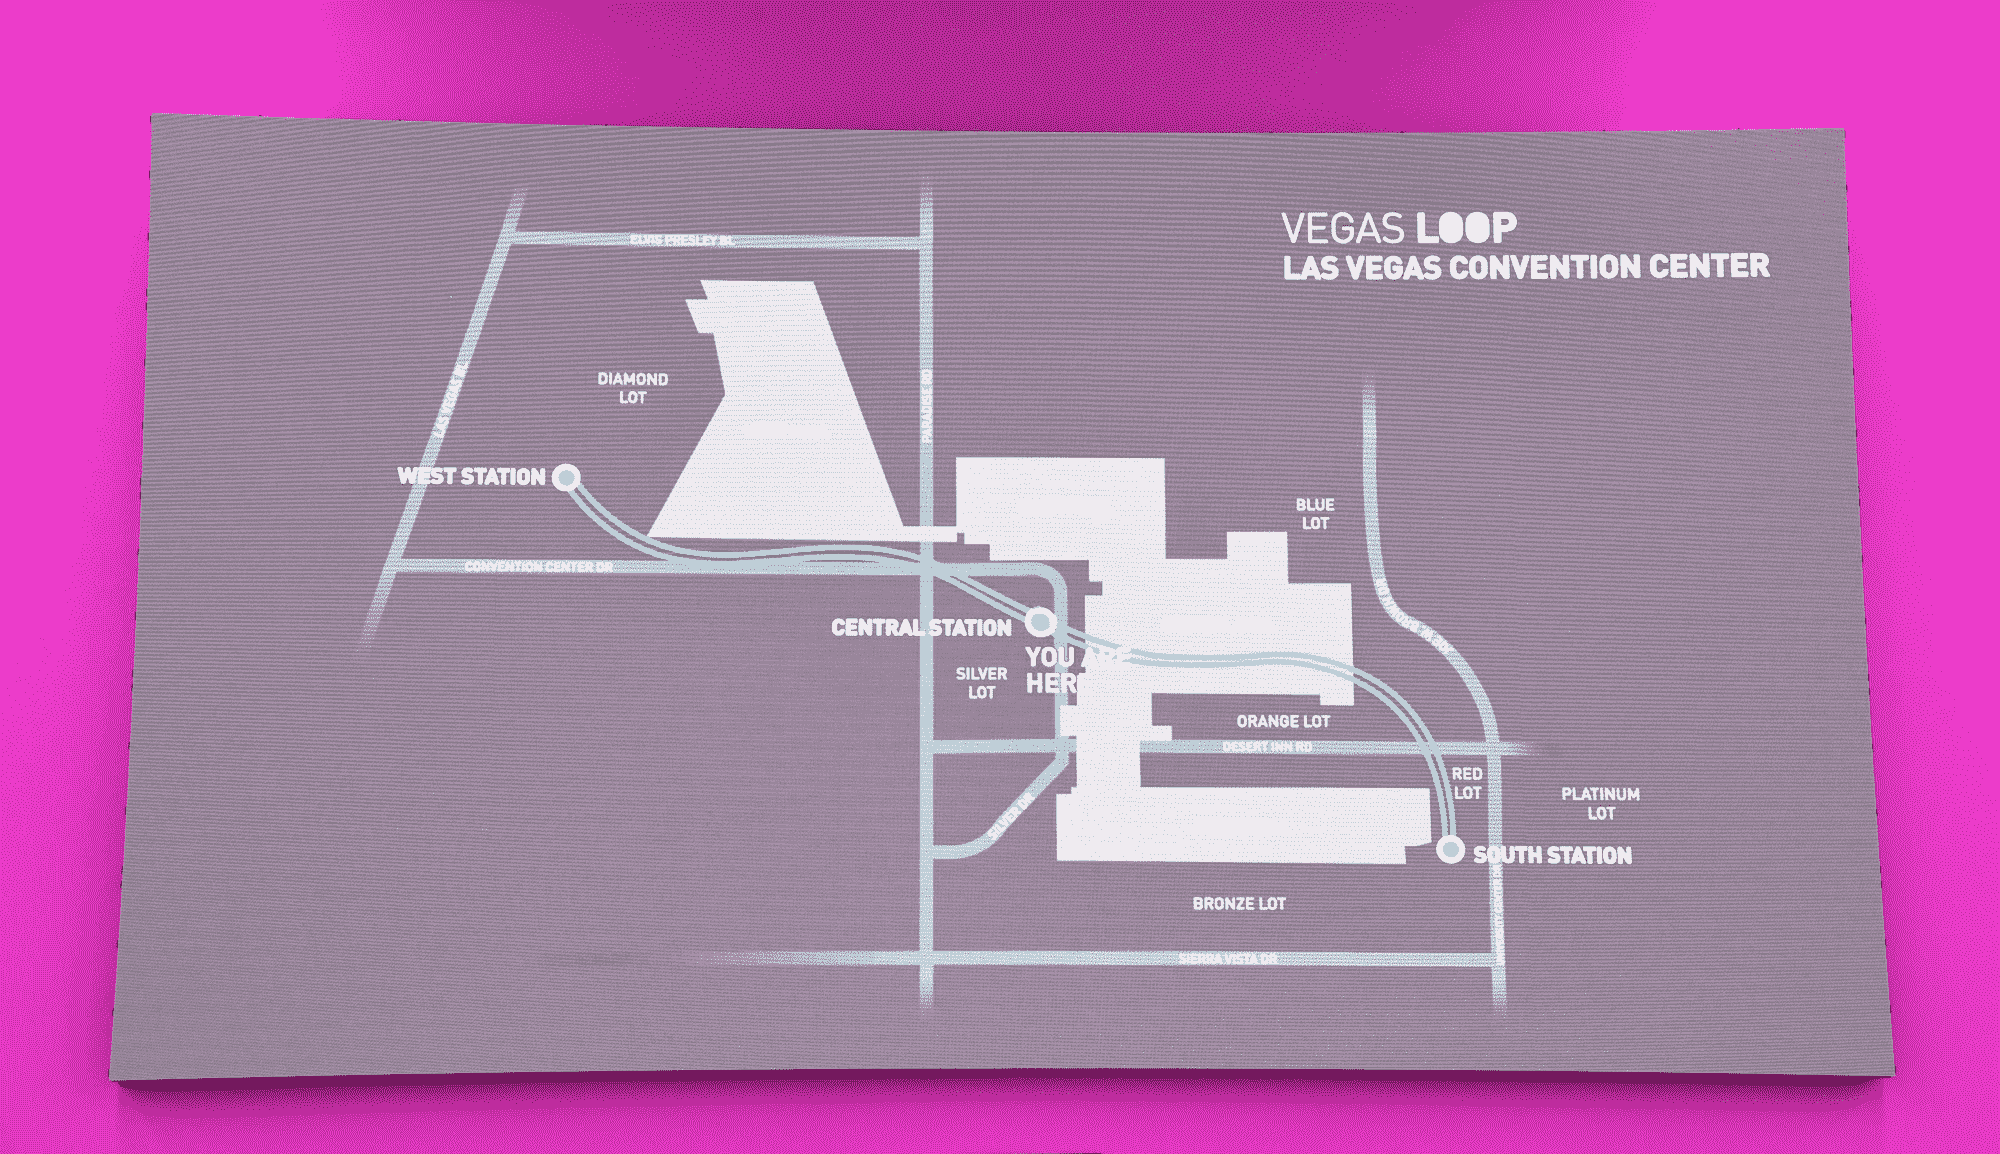 VEGAS LOOP
LAS VEGAS CONVENTION CENTER
ELVIS PRESLEY BL
LAS VEGAS BL
PARADISE RD
DIAMOND
LOT
WEST STATION
BLUE
LOT
CONVENTION CENTER DR
CENTRAL STATION
YOU ARE
HERE
SILVER
LOT
ORANGE LOT
DESERT INN RD
RED
LOT
PLATINUM
LOT
SILVER DR
SOUTH STATION
BRONZE LOT
SIERRA VISTA DR